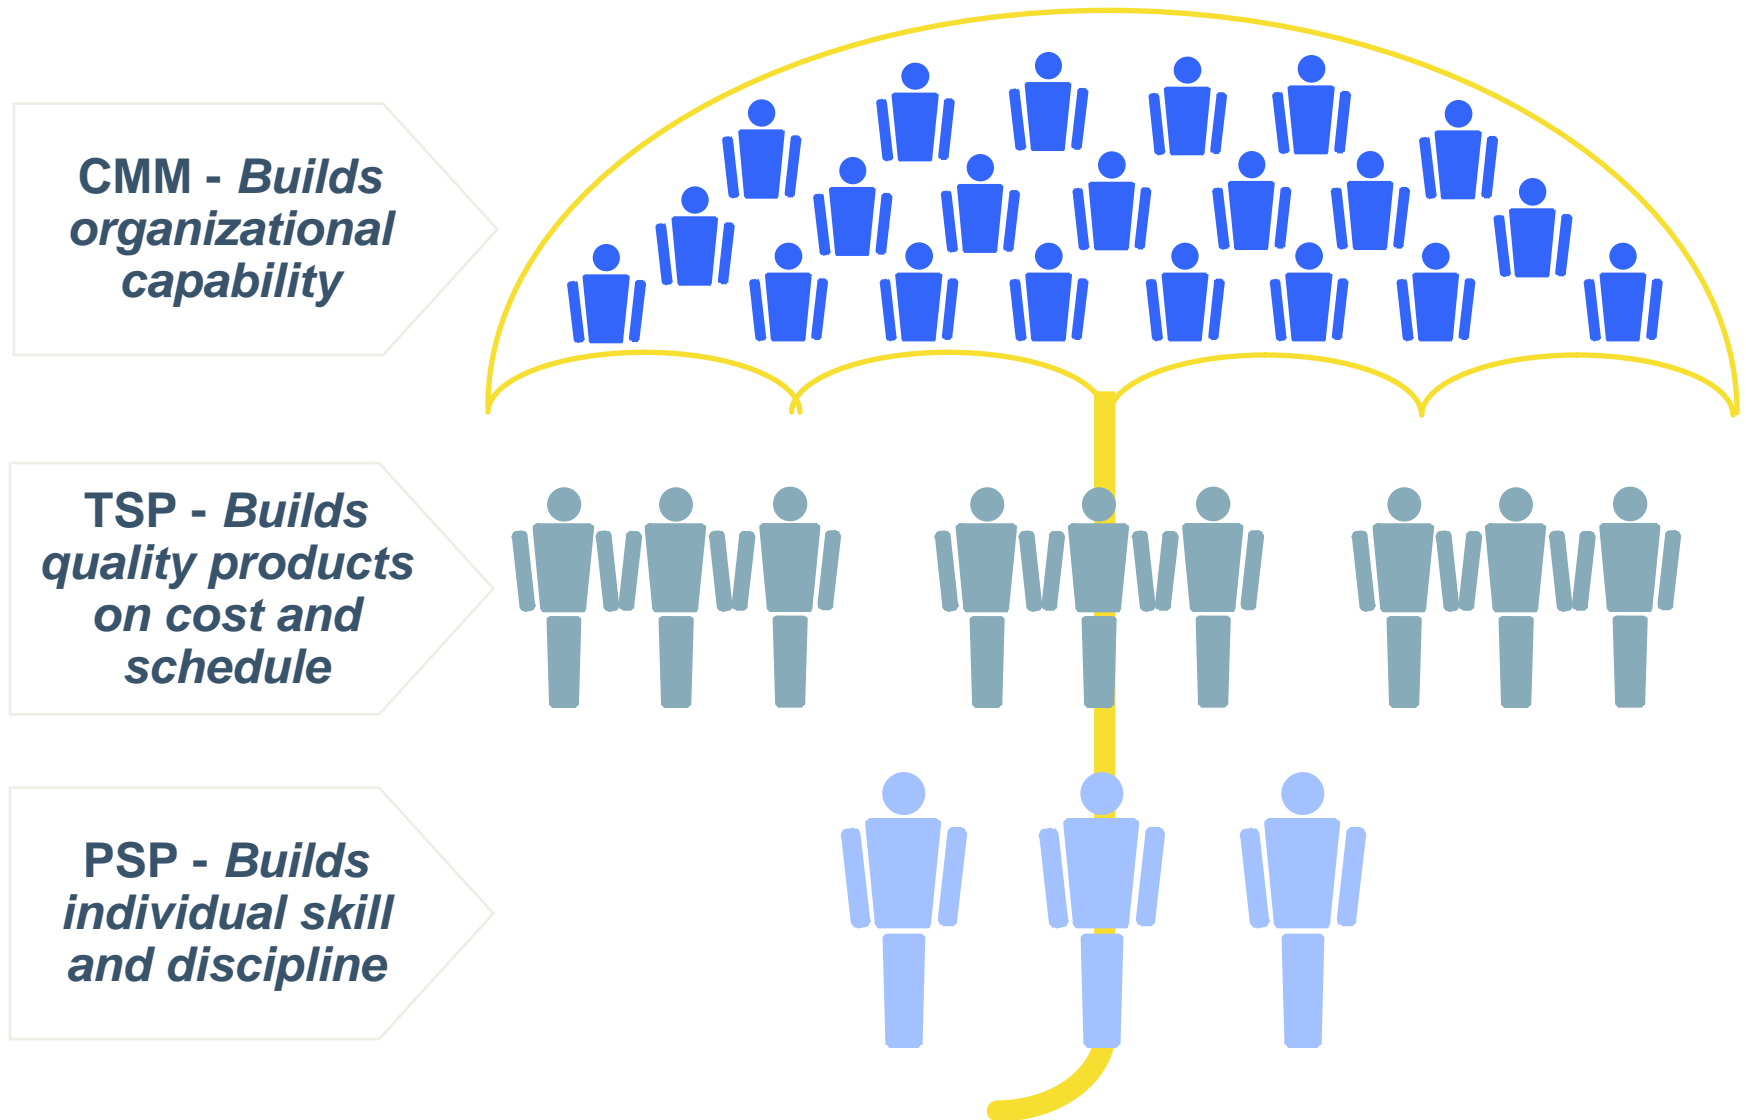 CMM - Builds
organizational
capability
TSP - Builds
quality products
on cost and
schedule
PSP - Builds
individual skill
and discipline